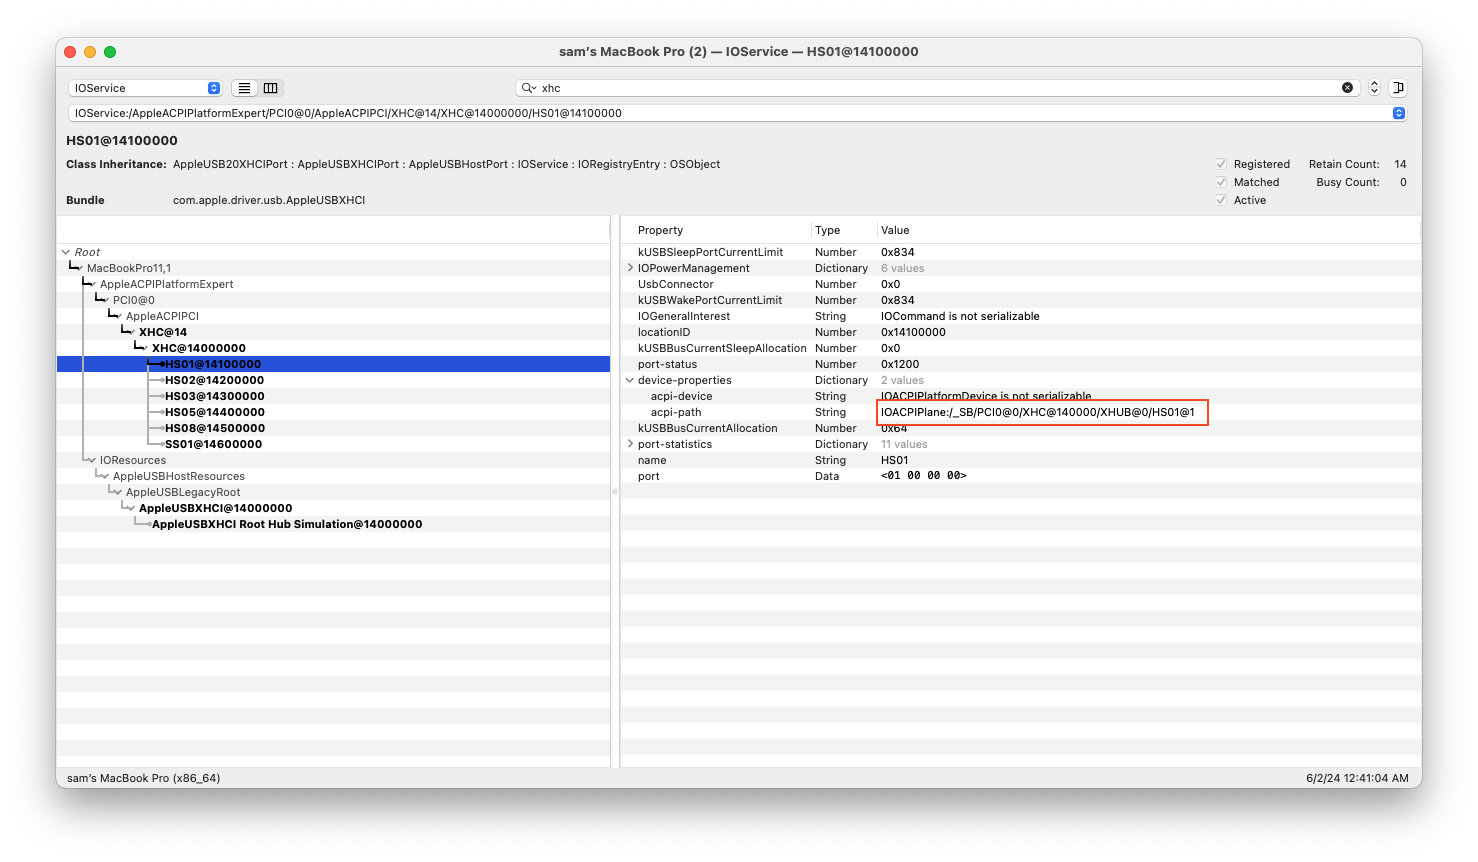 sam's MacBook Pro (2) — IOService — HS01@14100000
IOService
xhc
IOService:/AppleACPIPlatformExpert/PCI0@0/AppleACPIPCI/XHC@14/XHC@14000000/HS01@14100000
HS01@14100000
Class Inheritance: AppleUSB20XHCIPort : AppleUSBXHCIPort : AppleUSBHostPort : IOService : IORegistryEntry : OSObject
Registered Retain Count: 14
Matched Busy Count: 0
Bundle com.apple.driver.usb.AppleUSBXHCI
Active
Root
MacBookPro11,1
AppleACPIPlatformExpert
PCI0@0
AppleACPIPCI
XHC@14
XHC@14000000
HS01@14100000
HS02@14200000
HS03@14300000
HS05@14400000
HS08@14500000
SS01@14600000
IOResources
AppleUSBHostResources
AppleUSBLegacyRoot
AppleUSBXHCI@14000000
AppleUSBXHCI Root Hub Simulation@14000000
Property Type Value
kUSBSleepPortCurrentLimit Number 0x834
IOPowerManagement Dictionary 6 values
UsbConnector Number 0x0
kUSBWakePortCurrentLimit Number 0x834
IOGeneralInterest String IOCommand is not serializable
locationID Number 0x14100000
kUSBBusCurrentSleepAllocation Number 0x0
port-status Number 0x1200
device-properties Dictionary 2 values
acpi-device String IOACPIPlatformDevice is not serializable
acpi-path String IOACPIPlane:/_SB/PCI0@0/XHC@140000/XHUB@0/HS01@1
kUSBBusCurrentAllocation Number 0x64
port-statistics Dictionary 11 values
name String HS01
port Data <01 00 00 00>
sam's MacBook Pro (x86_64)
6/2/24 12:41:04 AM